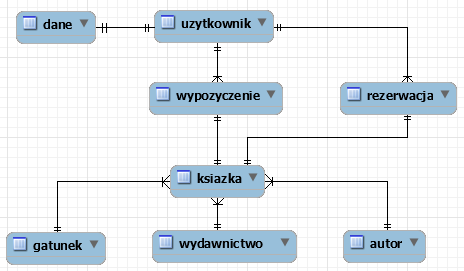 dane
uzytkownik
wypozyczenie
rezerwacja
ksiazka
gatunek
wydawnictwo
autor